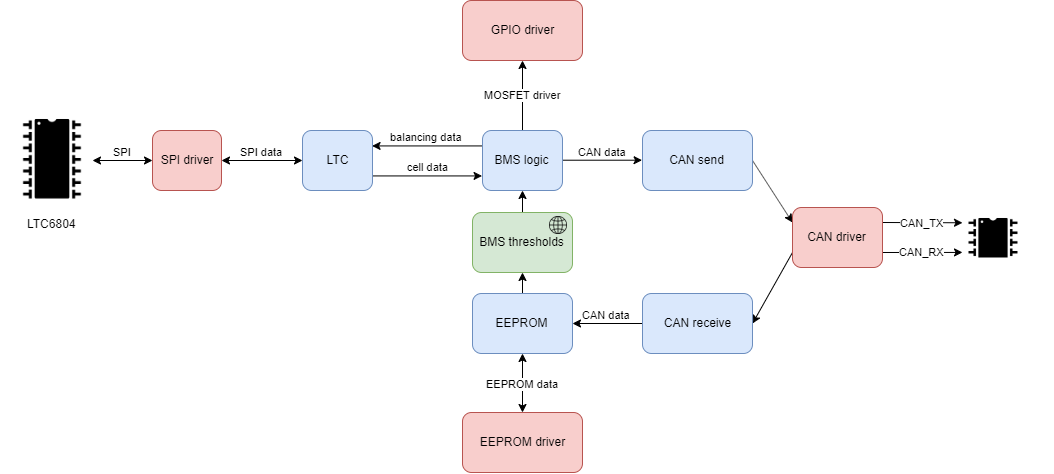 GPIO driver
MOSFET driver
SPI
SPI driver
SPI data
LTC
balancing data
cell data
BMS logic
CAN data
CAN send
LTC6804
BMS thresholds
CAN driver
CAN_TX
CAN_RX
EEPROM
CAN data
CAN receive
EEPROM data
EEPROM driver